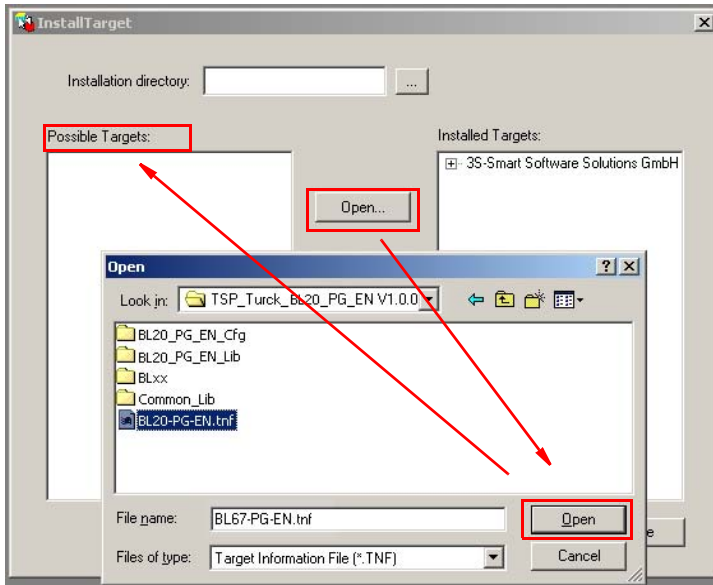 InstallTarget
Installation directory:
...
Possible Targets:
Installed Targets:
3S-Smart Software Solutions GmbH
Open...
Open
Look in:
TSP_Turck_BL20_PG_EN V1.0.0
BL20_PG_EN_Cfg
BL20_PG_EN_Lib
BLxx
Common_Lib
BL20-PG-EN.tnf
File name:
BL67-PG-EN.tnf
Open
e
Files of type:
Target Information File (*.TNF)
Cancel